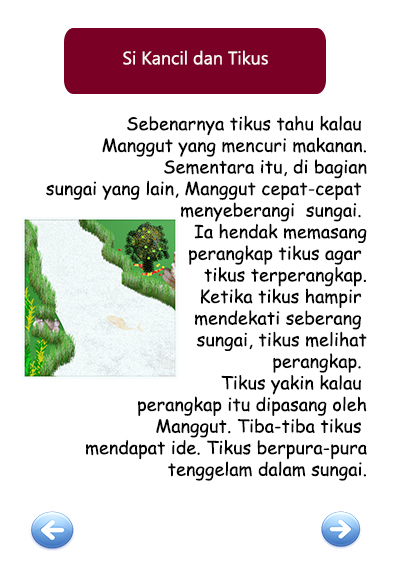 Si Kancil dan Tikus
Sebenarnya tikus tahu kalau
Manggut yang mencuri makanan.
Sementara itu, di bagian
sungai yang lain, Manggut cepat-cepat
menyeberangi sungai.
Ia hendak memasang
perangkap tikus agar
tikus terperangkap.
Ketika tikus hampir
mendekati seberang
sungai, tikus melihat
perangkap.
Tikus yakin kalau
perangkap itu dipasang oleh
Manggut. Tiba-tiba tikus
mendapat ide. Tikus berpura-pura
tenggelam dalam sungai.